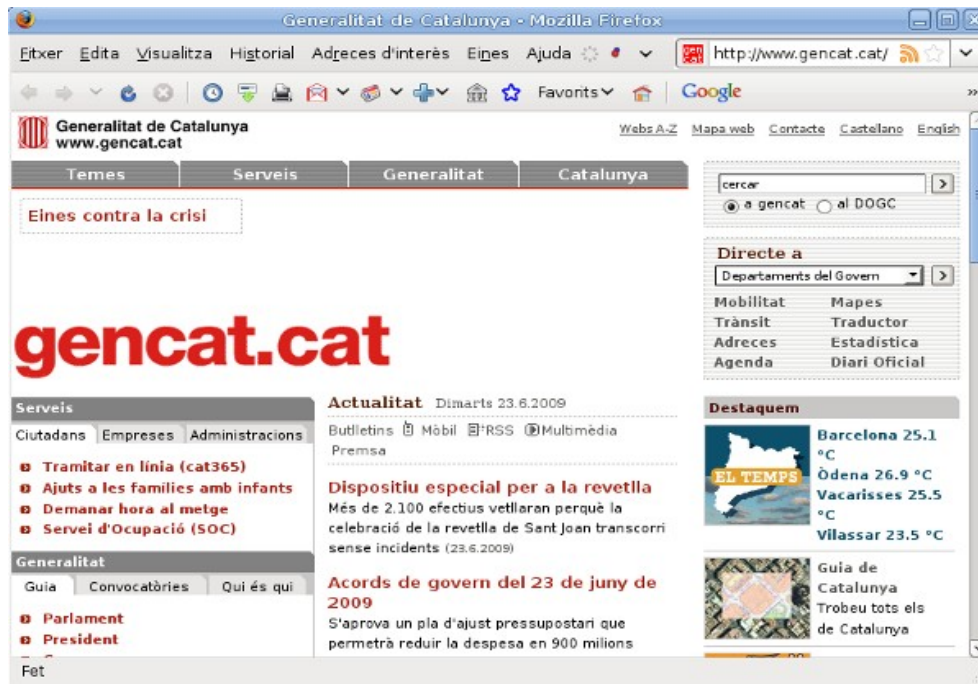 Generalitat de Catalunya - Mozilla Firefox
Fitxer Edita Visualitza Historial Adreces d'interès Eines Ajuda
http://www.gencat.cat/
Favorits
Google
Generalitat de Catalunya
www.gencat.cat
Webs A-Z Mapa web Contacte Castellano English
Temes Serveis Generalitat Catalunya
cercar
a gencat al DOGC
Eines contra la crisi
gencat.cat
Directe a
Departaments del Govern
Mobilitat Mapes
Trànsit Traductor
Adreces Estadística
Agenda Diari Oficial
Serveis
Ciutadans Empreses Administracions
Tramitar en línia (cat365)
Ajuts a les famílies amb infants
Demanar hora al metge
Servei d'Ocupació (SOC)
Generalitat
Guia Convocatòries Qui és qui
Parlament
President
Actualitat Dimarts 23.6.2009
Butlletins Mòbil RSS Multimèdia
Premsa
Dispositiu especial per a la revetlla
Més de 2.100 efectius vetllaran perquè la
celebració de la revetlla de Sant Joan transcorri
sense incidents (23.6.2009)
Acords de govern del 23 de juny de
2009
S'aprova un pla d'ajust pressupostari que
permetrà reduir la despesa en 900 milions
Destaquem
EL TEMPS
Barcelona 25.1
°C
Òdena 26.9 °C
Vacarisses 25.5
°C
Vilassar 23.5 °C
Guia de
Catalunya
Trobeu tots els
de Catalunya
Fet